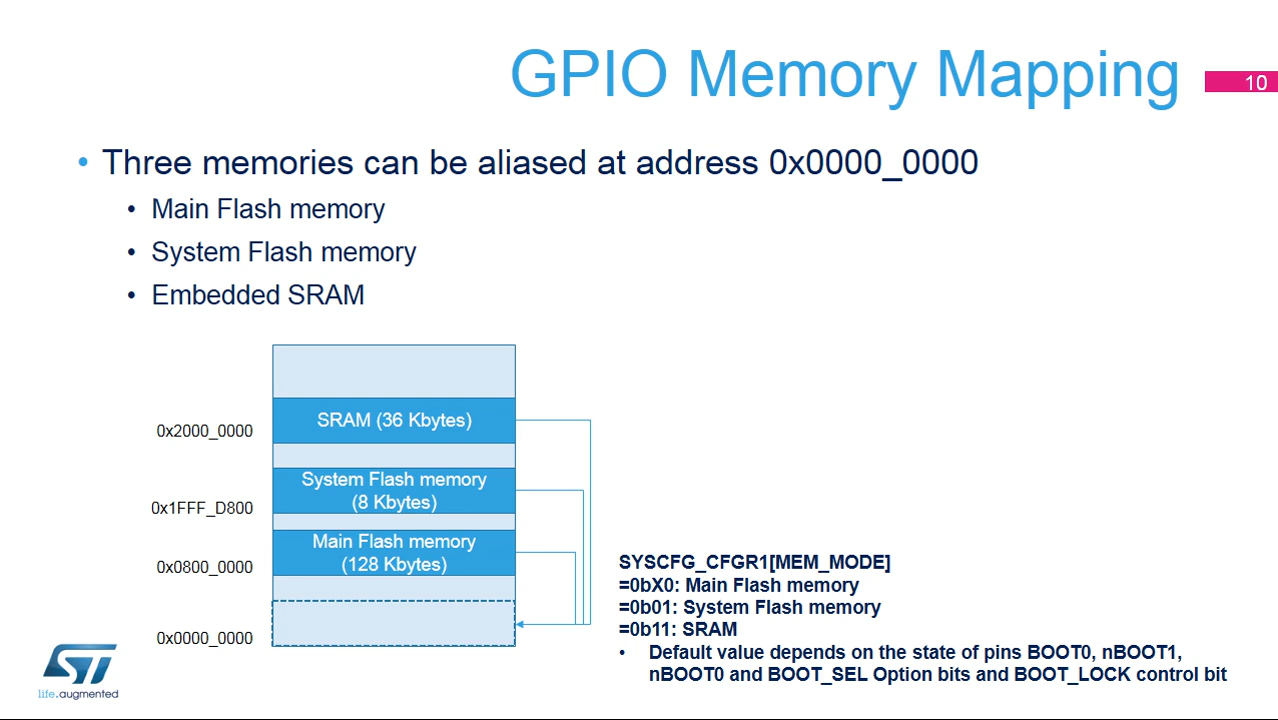 GPIO Memory Mapping
10
• Three memories can be aliased at address 0x0000_0000
• Main Flash memory
• System Flash memory
• Embedded SRAM
SRAM (36 Kbytes)
0x2000_0000
System Flash memory
(8 Kbytes)
0x1FFF_D800
Main Flash memory
(128 Kbytes)
0x0800_0000
0x0000_0000
SYSCFG_CFGR1[MEM_MODE]
=0bX0: Main Flash memory
=0b01: System Flash memory
=0b11: SRAM
• Default value depends on the state of pins BOOT0, nBOOT1,
nBOOT0 and BOOT_SEL Option bits and BOOT_LOCK control bit
ST
life.augmented